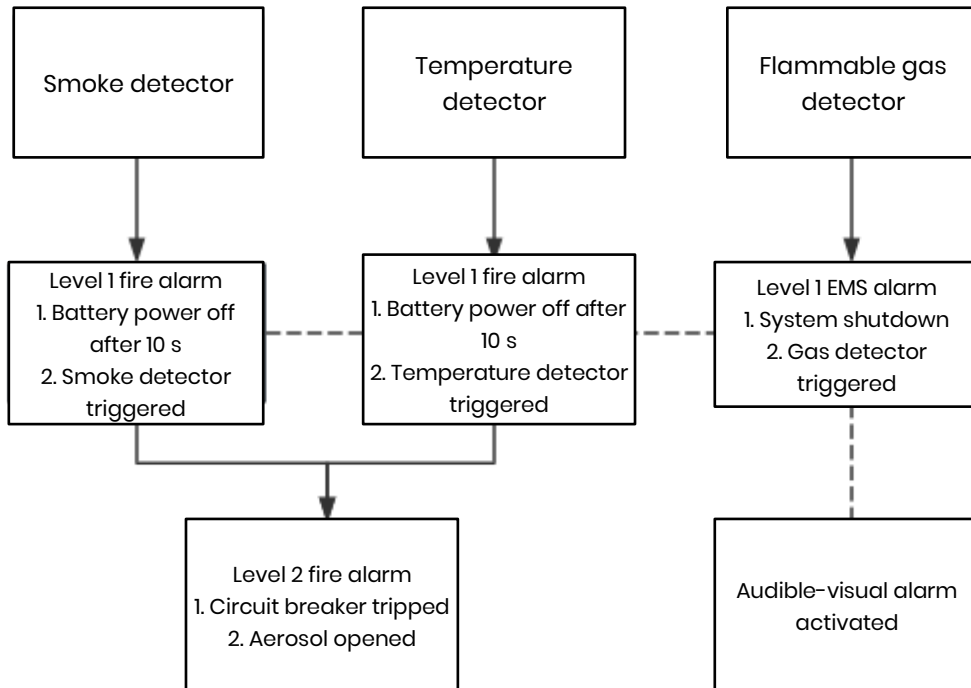 Smoke detector
Temperature
detector
Flammable gas
detector
Level 1 fire alarm
1. Battery power off
after 10 s
2. Smoke detector
triggered
Level 1 fire alarm
1. Battery power off after
10 s
2. Temperature detector
triggered
Level 1 EMS alarm
1. System shutdown
2. Gas detector
triggered
Level 2 fire alarm
1. Circuit breaker tripped
2. Aerosol opened
Audible-visual alarm
activated